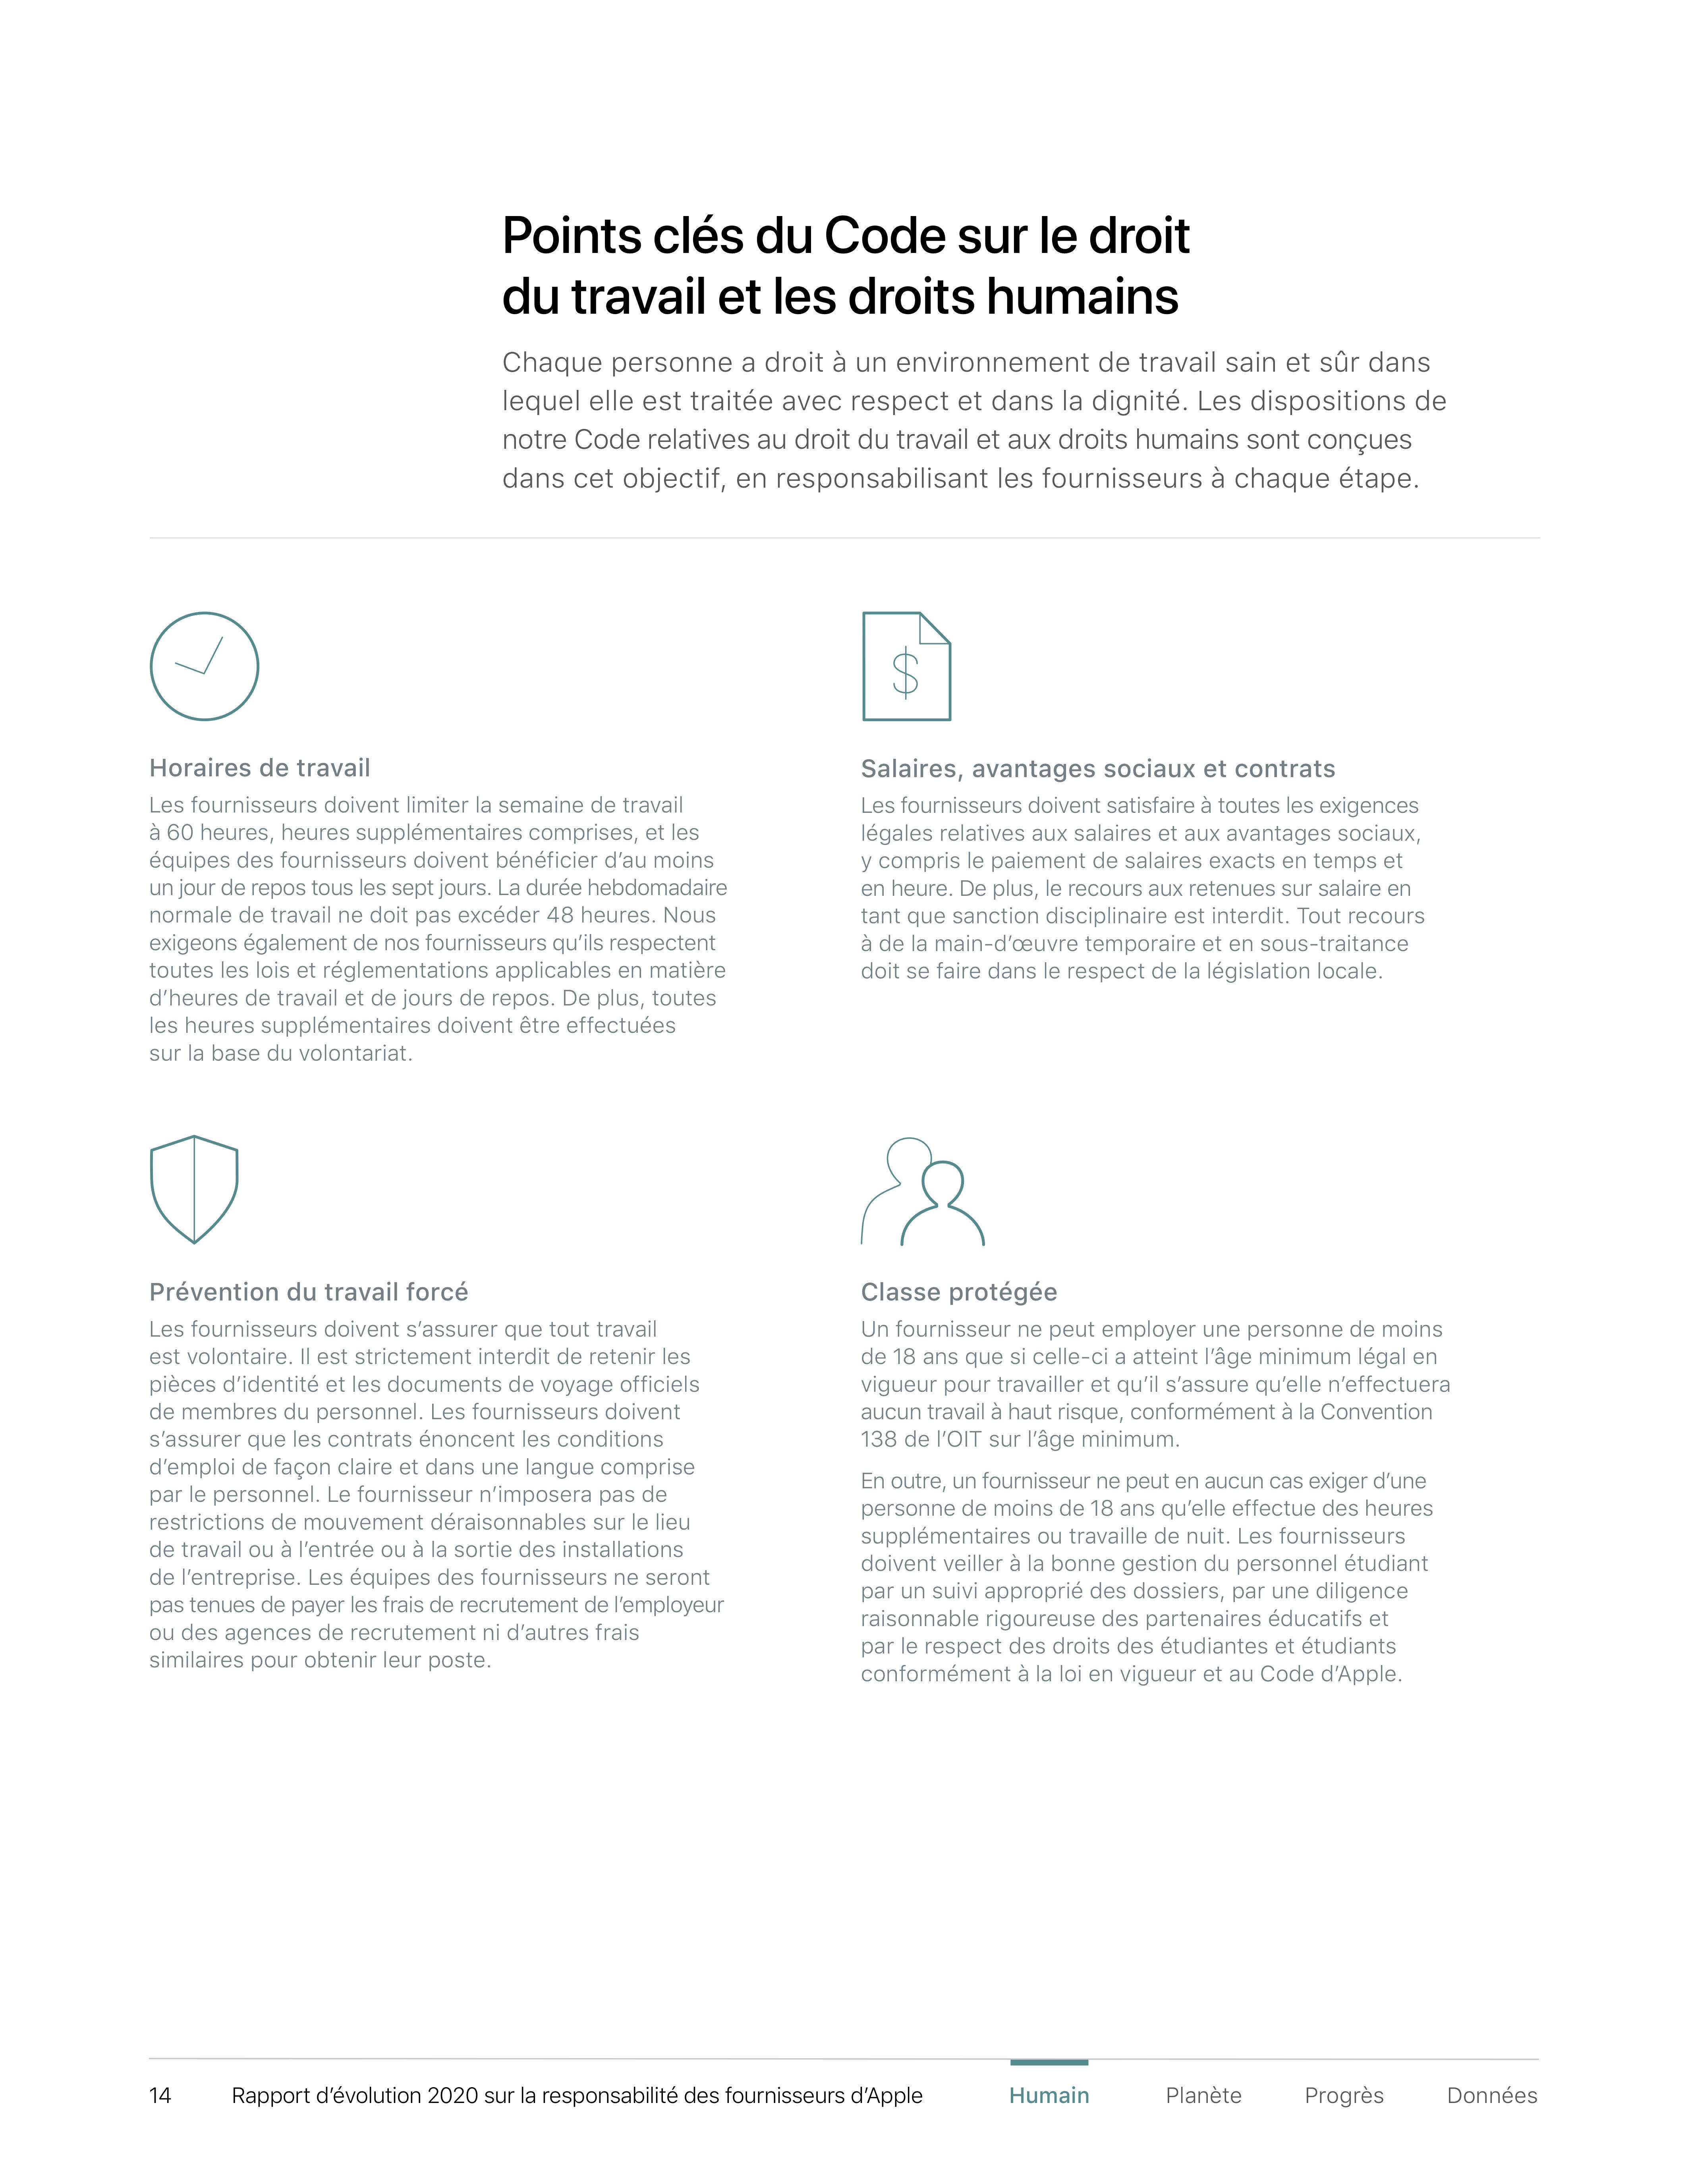 Points clés du Code sur le droit
du travail et les droits humains
Chaque personne a droit à un environnement de travail sain et sûr dans
lequel elle est traitée avec respect et dans la dignité. Les dispositions de
notre Code relatives au droit du travail et aux droits humains sont conçues
dans cet objectif, en responsabilisant les fournisseurs à chaque étape.
Horaires de travail
Les fournisseurs doivent limiter la semaine de travail
à 60 heures, heures supplémentaires comprises, et les
équipes des fournisseurs doivent bénéficier d’au moins
un jour de repos tous les sept jours. La durée hebdomadaire
normale de travail ne doit pas excéder 48 heures. Nous
exigeons également de nos fournisseurs qu’ils respectent
toutes les lois et réglementations applicables en matière
d’heures de travail et de jours de repos. De plus, toutes
les heures supplémentaires doivent être effectuées
sur la base du volontariat.
$
Salaires, avantages sociaux et contrats
Les fournisseurs doivent satisfaire à toutes les exigences
légales relatives aux salaires et aux avantages sociaux,
y compris le paiement de salaires exacts en temps et
en heure. De plus, le recours aux retenues sur salaire en
tant que sanction disciplinaire est interdit. Tout recours
à de la main-d’œuvre temporaire et en sous-traitance
doit se faire dans le respect de la législation locale.
Prévention du travail forcé
Les fournisseurs doivent s’assurer que tout travail
est volontaire. Il est strictement interdit de retenir les
pièces d’identité et les documents de voyage officiels
de membres du personnel. Les fournisseurs doivent
s’assurer que les contrats énoncent les conditions
d’emploi de façon claire et dans une langue comprise
par le personnel. Le fournisseur n’imposera pas de
restrictions de mouvement déraisonnables sur le lieu
de travail ou à l’entrée ou à la sortie des installations
de l’entreprise. Les équipes des fournisseurs ne seront
pas tenues de payer les frais de recrutement de l’employeur
ou des agences de recrutement ni d’autres frais
similaires pour obtenir leur poste.
Classe protégée
Un fournisseur ne peut employer une personne de moins
de 18 ans que si celle-ci a atteint l’âge minimum légal en
vigueur pour travailler et qu’il s’assure qu’elle n’effectuera
aucun travail à haut risque, conformément à la Convention
138 de l’OIT sur l’âge minimum.
En outre, un fournisseur ne peut en aucun cas exiger d’une
personne de moins de 18 ans qu’elle effectue des heures
supplémentaires ou travaille de nuit. Les fournisseurs
doivent veiller à la bonne gestion du personnel étudiant
par un suivi approprié des dossiers, par une diligence
raisonnable rigoureuse des partenaires éducatifs et
par le respect des droits des étudiantes et étudiants
conformément à la loi en vigueur et au Code d’Apple.
14 Rapport d’évolution 2020 sur la responsabilité des fournisseurs d’Apple Humain Planète Progrès Données